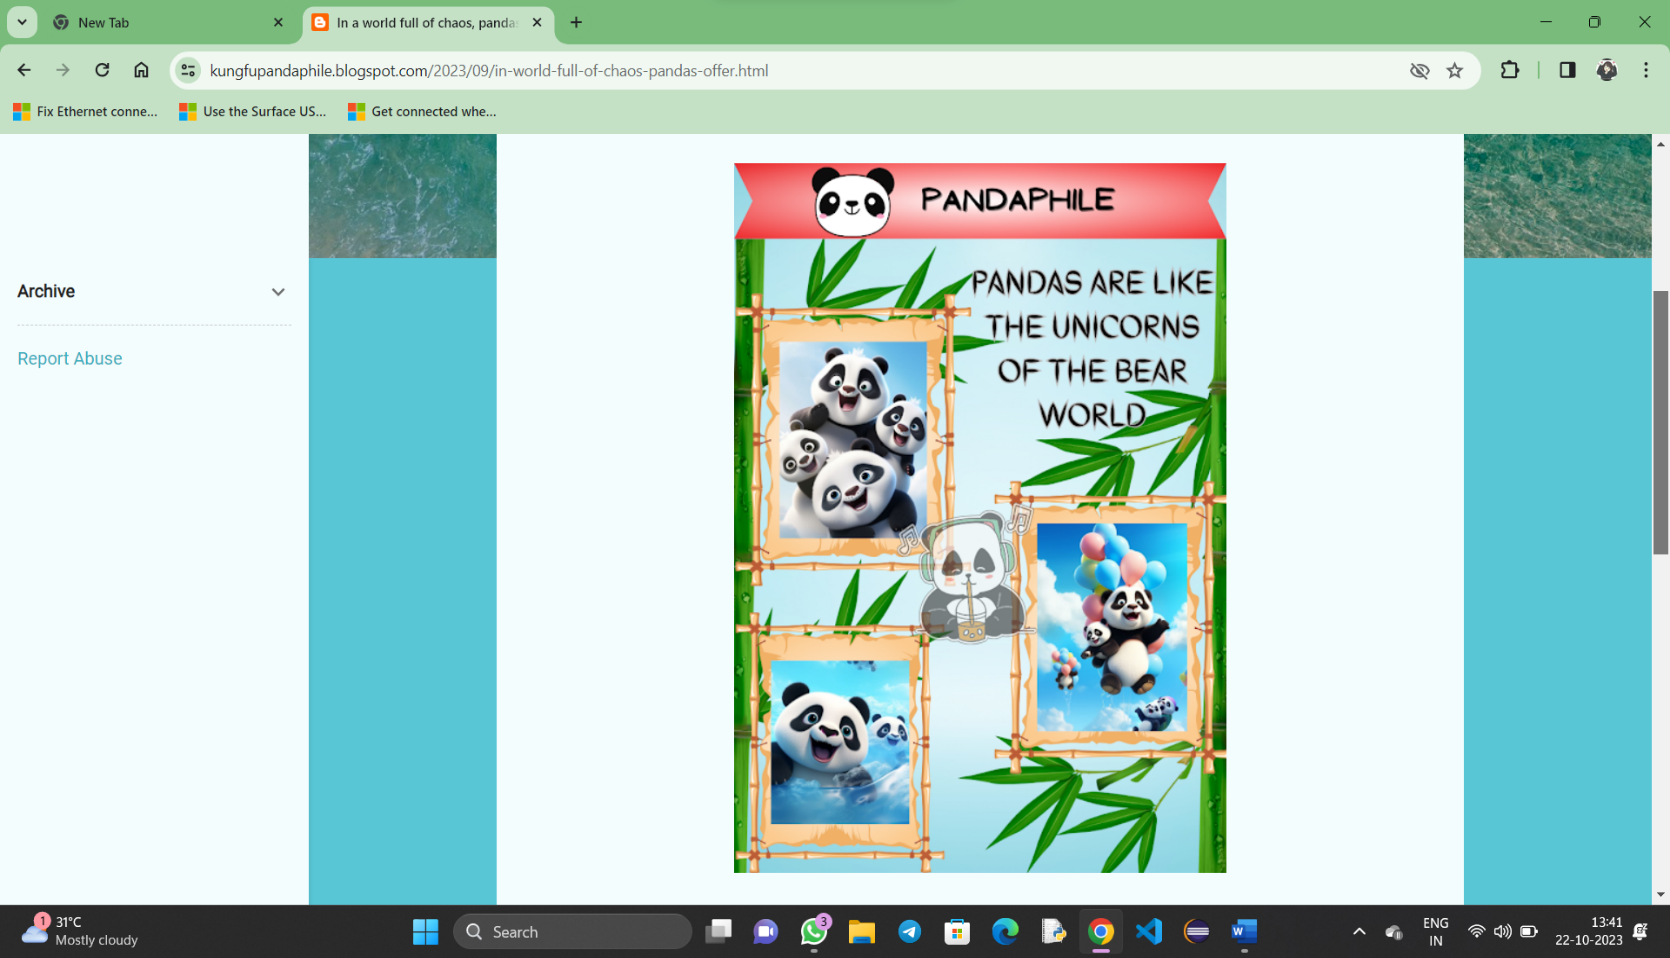 New Tab
In a world full of chaos, panda
kungfupandaphile.blogspot.com/2023/09/in-world-full-of-chaos-pandas-offer.html
Fix Ethernet conne...
Use the Surface US...
Get connected whe...
Archive
Report Abuse
PANDAPHILE
PANDAS ARE LIKE
THE UNICORNS
OF THE BEAR
WORLD
1
31°C
Mostly cloudy
Search
3
W
ENG
IN
13:41
22-10-2023